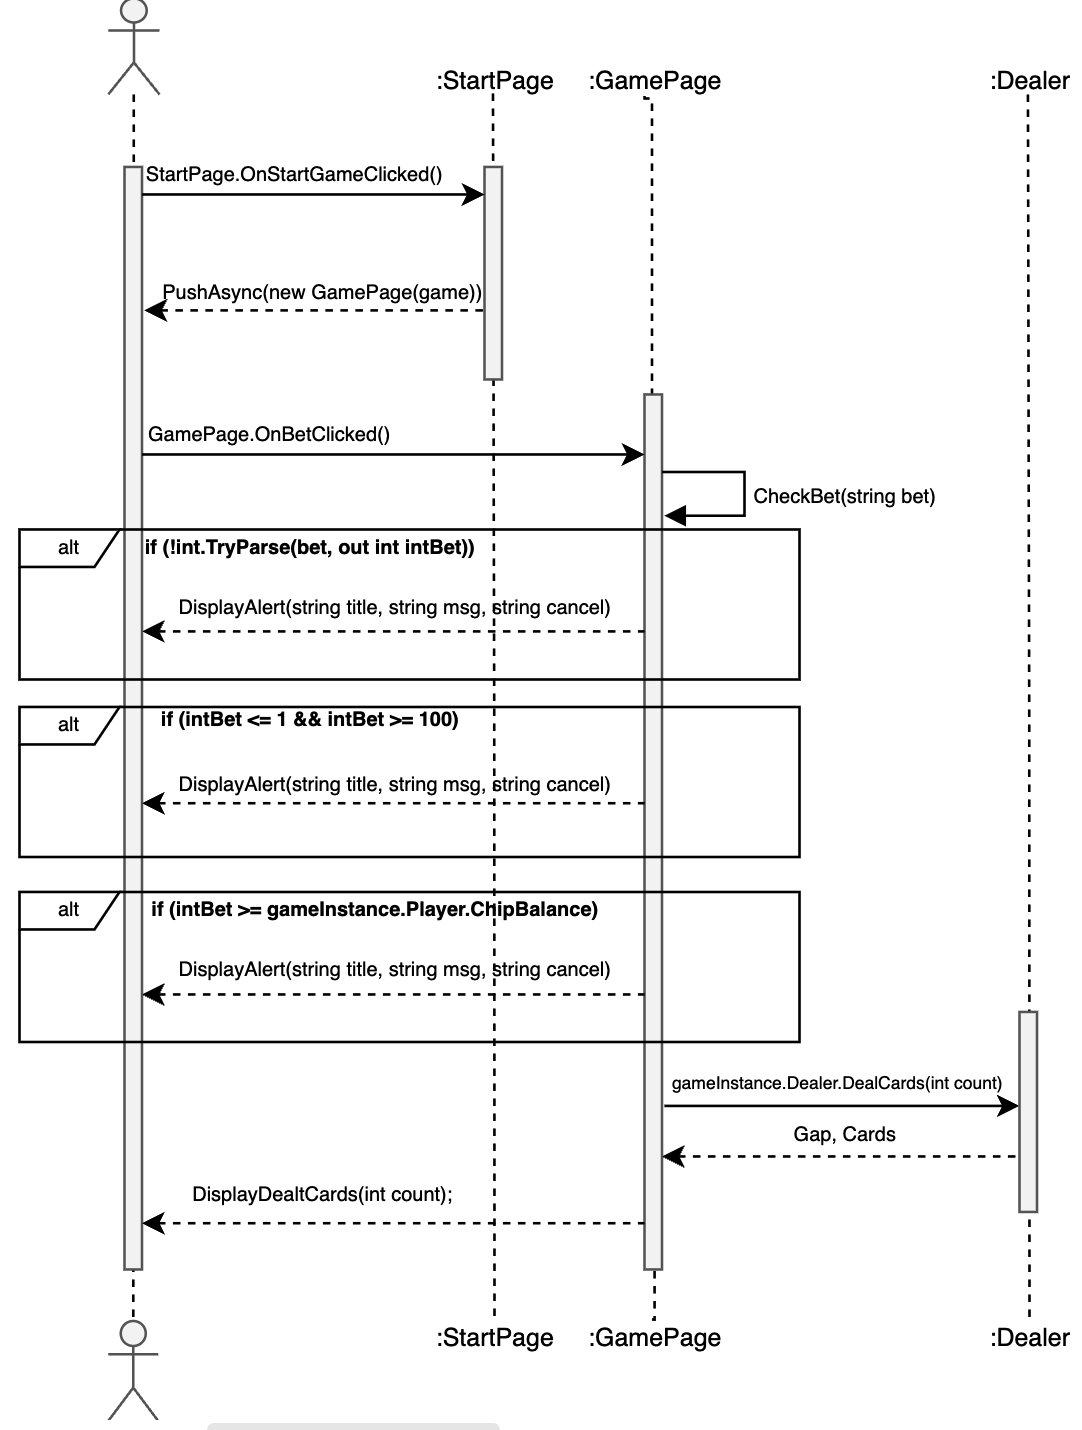 :StartPage
:GamePage
:Dealer
StartPage.OnStartGameClicked()
PushAsync(new GamePage(game))
GamePage.OnBetClicked()
CheckBet(string bet)
alt
if (!int.TryParse(bet, out int intBet))
DisplayAlert(string title, string msg, string cancel)
alt
if (intBet <= 1 && intBet >= 100)
DisplayAlert(string title, string msg, string cancel)
alt
if (intBet >= gameInstance.Player.ChipBalance)
DisplayAlert(string title, string msg, string cancel)
gameInstance.Dealer.DealCards(int count)
Gap, Cards
DisplayDealtCards(int count);
:StartPage
:GamePage
:Dealer